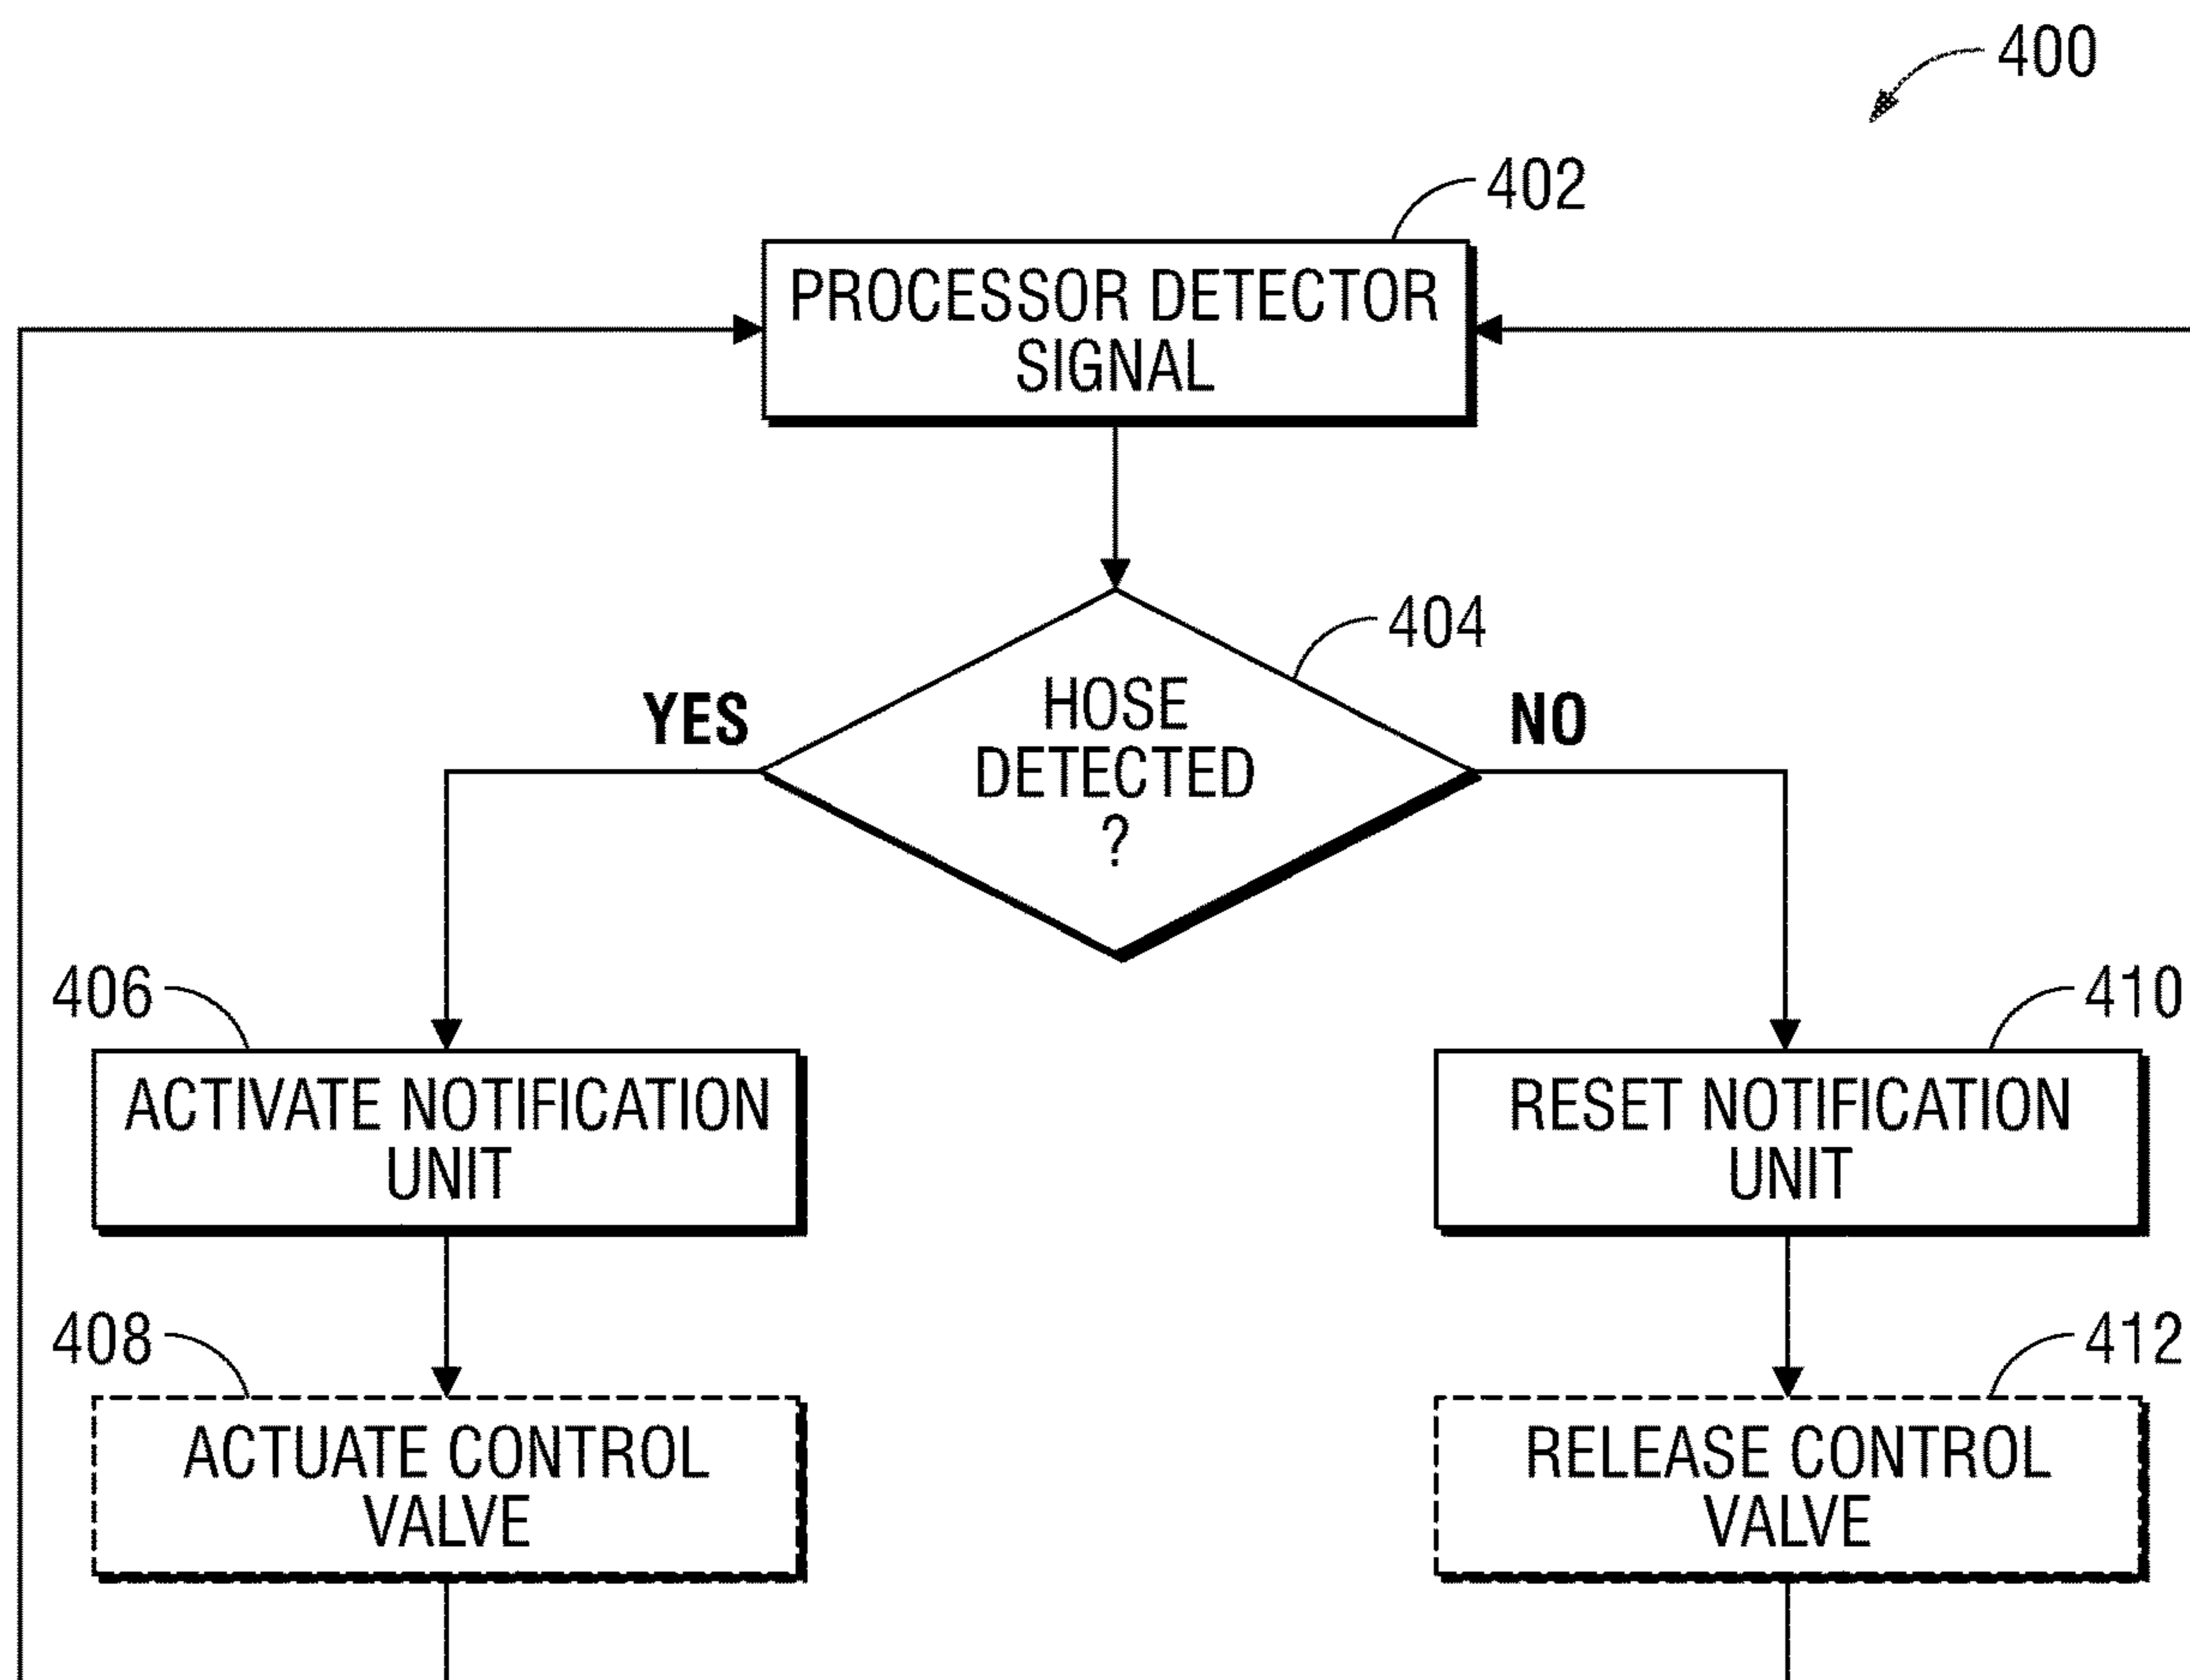 400
402
PROCESSOR DETECTOR
SIGNAL
404
HOSE
DETECTED
?
YES
NO
406
ACTIVATE NOTIFICATION
UNIT
410
RESET NOTIFICATION
UNIT
408
ACTUATE CONTROL
VALVE
412
RELEASE CONTROL
VALVE